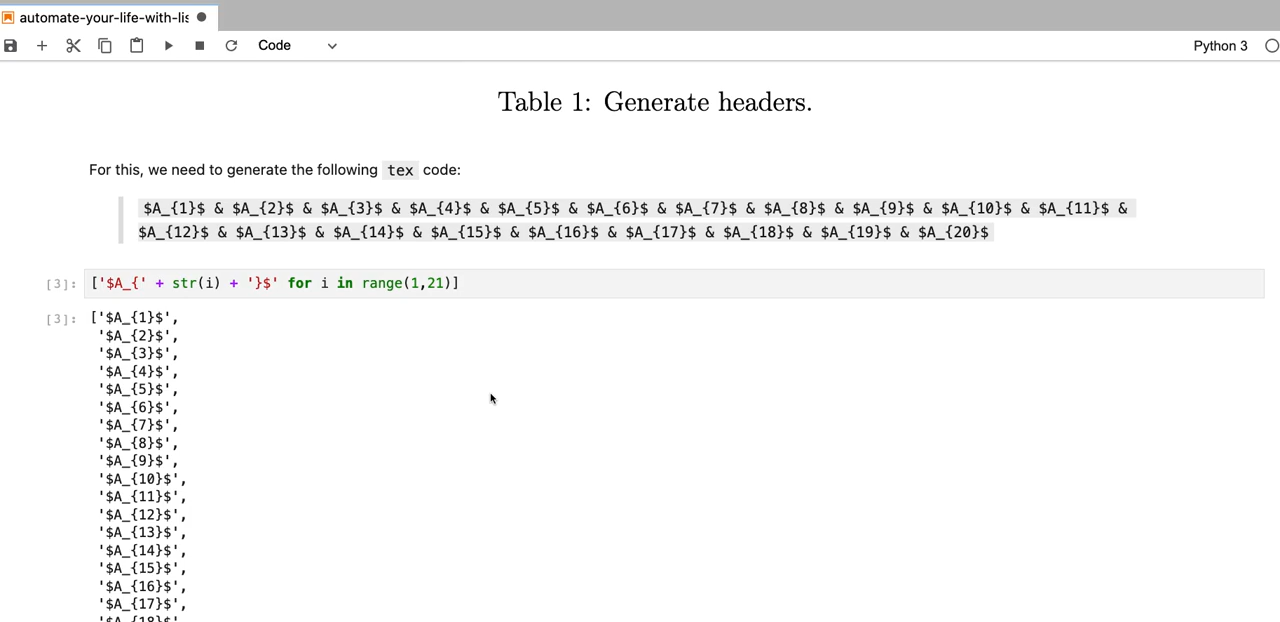 automate-your-life-with-lis
Code
Python 3
Table 1: Generate headers.
For this, we need to generate the following tex code:
$A_{1}$ & $A_{2}$ & $A_{3}$ & $A_{4}$ & $A_{5}$ & $A_{6}$ & $A_{7}$ & $A_{8}$ & $A_{9}$ & $A_{10}$ & $A_{11}$ &
$A_{12}$ & $A_{13}$ & $A_{14}$ & $A_{15}$ & $A_{16}$ & $A_{17}$ & $A_{18}$ & $A_{19}$ & $A_{20}$
[3]: ['$A_{' + str(i) + '}$' for i in range(1,21)]
[3]: ['$A_{1}$',
'$A_{2}$',
'$A_{3}$',
'$A_{4}$',
'$A_{5}$',
'$A_{6}$',
'$A_{7}$',
'$A_{8}$',
'$A_{9}$',
'$A_{10}$',
'$A_{11}$',
'$A_{12}$',
'$A_{13}$',
'$A_{14}$',
'$A_{15}$',
'$A_{16}$',
'$A_{17}$',
'$A_{18}$',